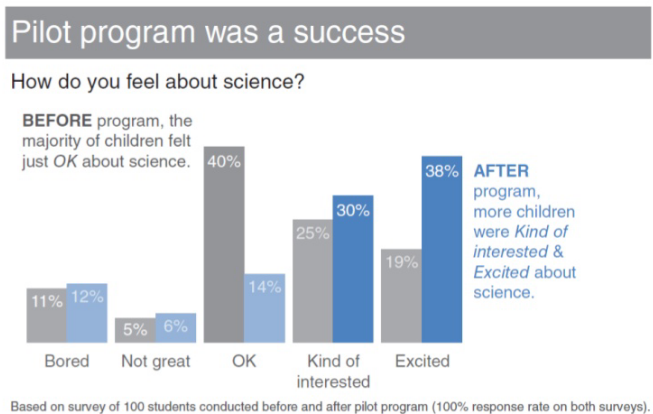 Pilot program was a success
How do you feel about science?
BEFORE program, the
majority of children felt
just OK about science.
40%
38%
AFTER
program,
more children
were Kind of
interested &
Excited about
science.
30%
25%
19%
14%
11%
12%
5%
6%
Bored
Not great
OK
Kind of
interested
Excited
Based on survey of 100 students conducted before and after pilot program (100% response rate on both surveys).